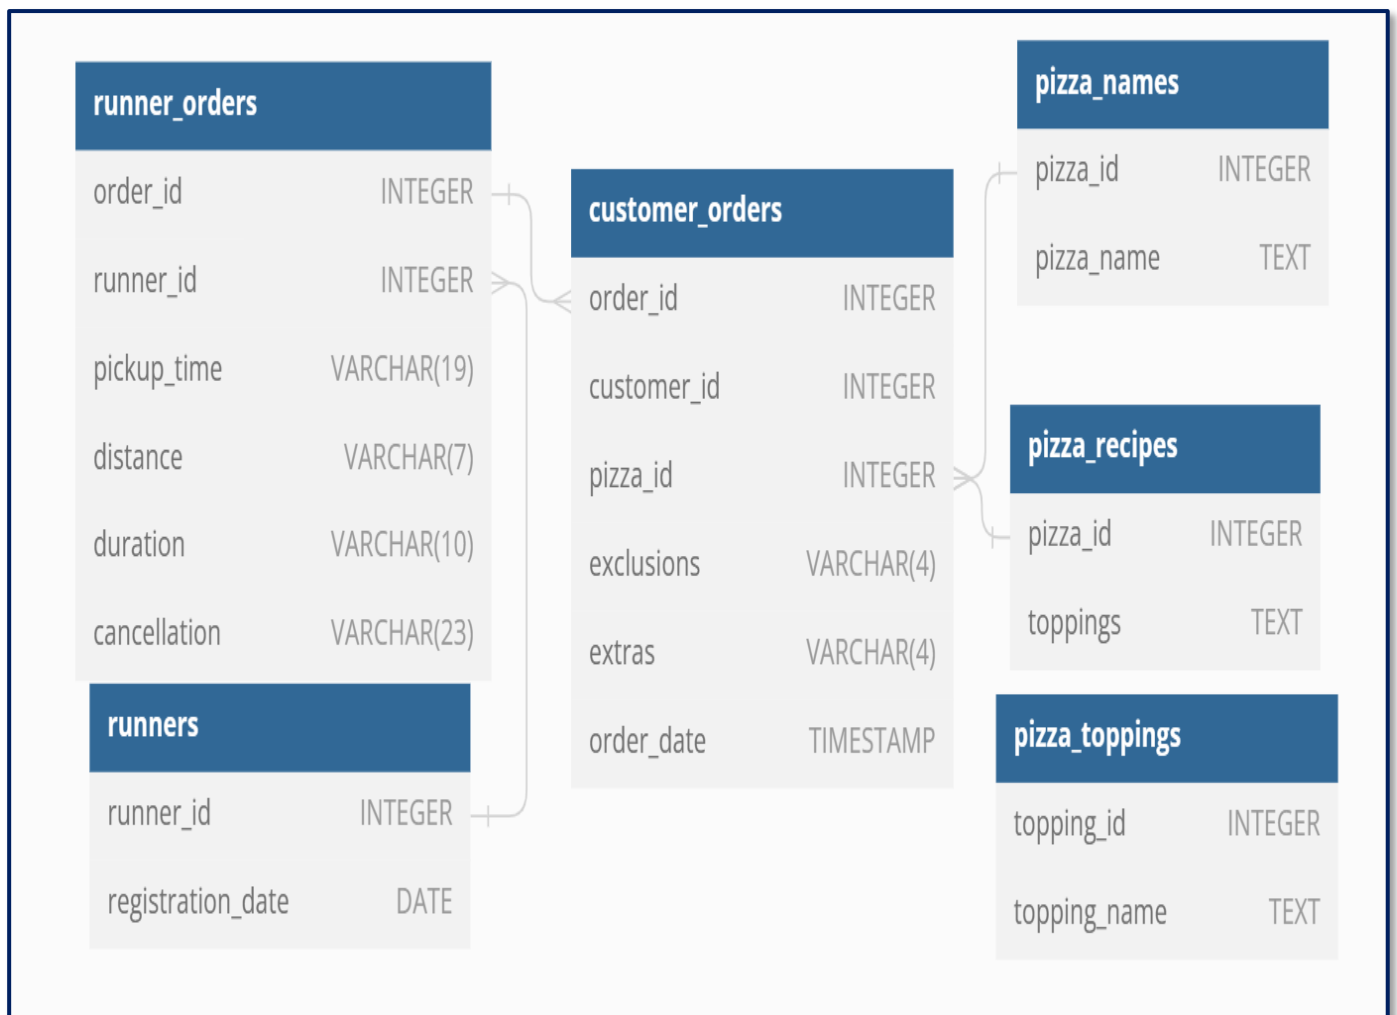 runner_orders
order_id INTEGER
runner_id INTEGER
pickup_time VARCHAR(19)
distance VARCHAR(7)
duration VARCHAR(10)
cancellation VARCHAR(23)
runners
runner_id INTEGER
registration_date DATE
customer_orders
order_id INTEGER
customer_id INTEGER
pizza_id INTEGER
exclusions VARCHAR(4)
extras VARCHAR(4)
order_date TIMESTAMP
pizza_names
pizza_id INTEGER
pizza_name TEXT
pizza_recipes
pizza_id INTEGER
toppings TEXT
pizza_toppings
topping_id INTEGER
topping_name TEXT